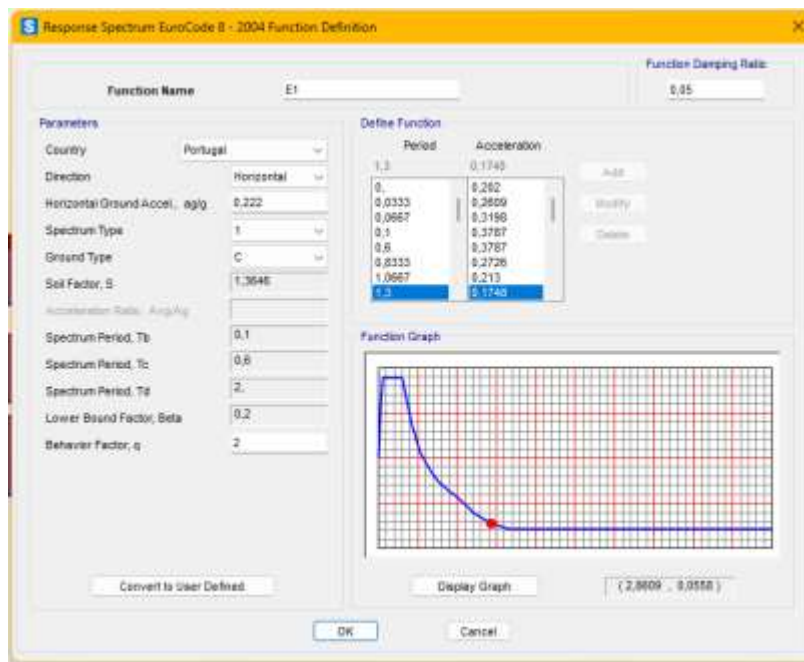 Response Spectrum EuroCode 8 - 2004 Function Definition
Function Damping Ratio
Function Name E1 0,05
Parameters
Country Portugal
Direction Horizontal
Horizontal Ground Accel., ag/g 0,222
Spectrum Type 1
Ground Type C
Soil Factor, S 1,3646
Acceleration Ratio, Avg/Ag
Spectrum Period, Tb 0,1
Spectrum Period, Tc 0,6
Spectrum Period, Td 2,
Lower Bound Factor, Beta 0,2
Behavior Factor, q 2
Convert to User Defined
Define Function
Period Acceleration
1,3 0,1748
0, 0,202
0,0333 0,2609
0,0667 0,3198
0,1 0,3787
0,6 0,3787
0,8333 0,2726
1,0667 0,213
1,3 0,1748
Add
Modify
Delete
Function Graph
Display Graph (2,8609 , 0,0558)
OK Cancel